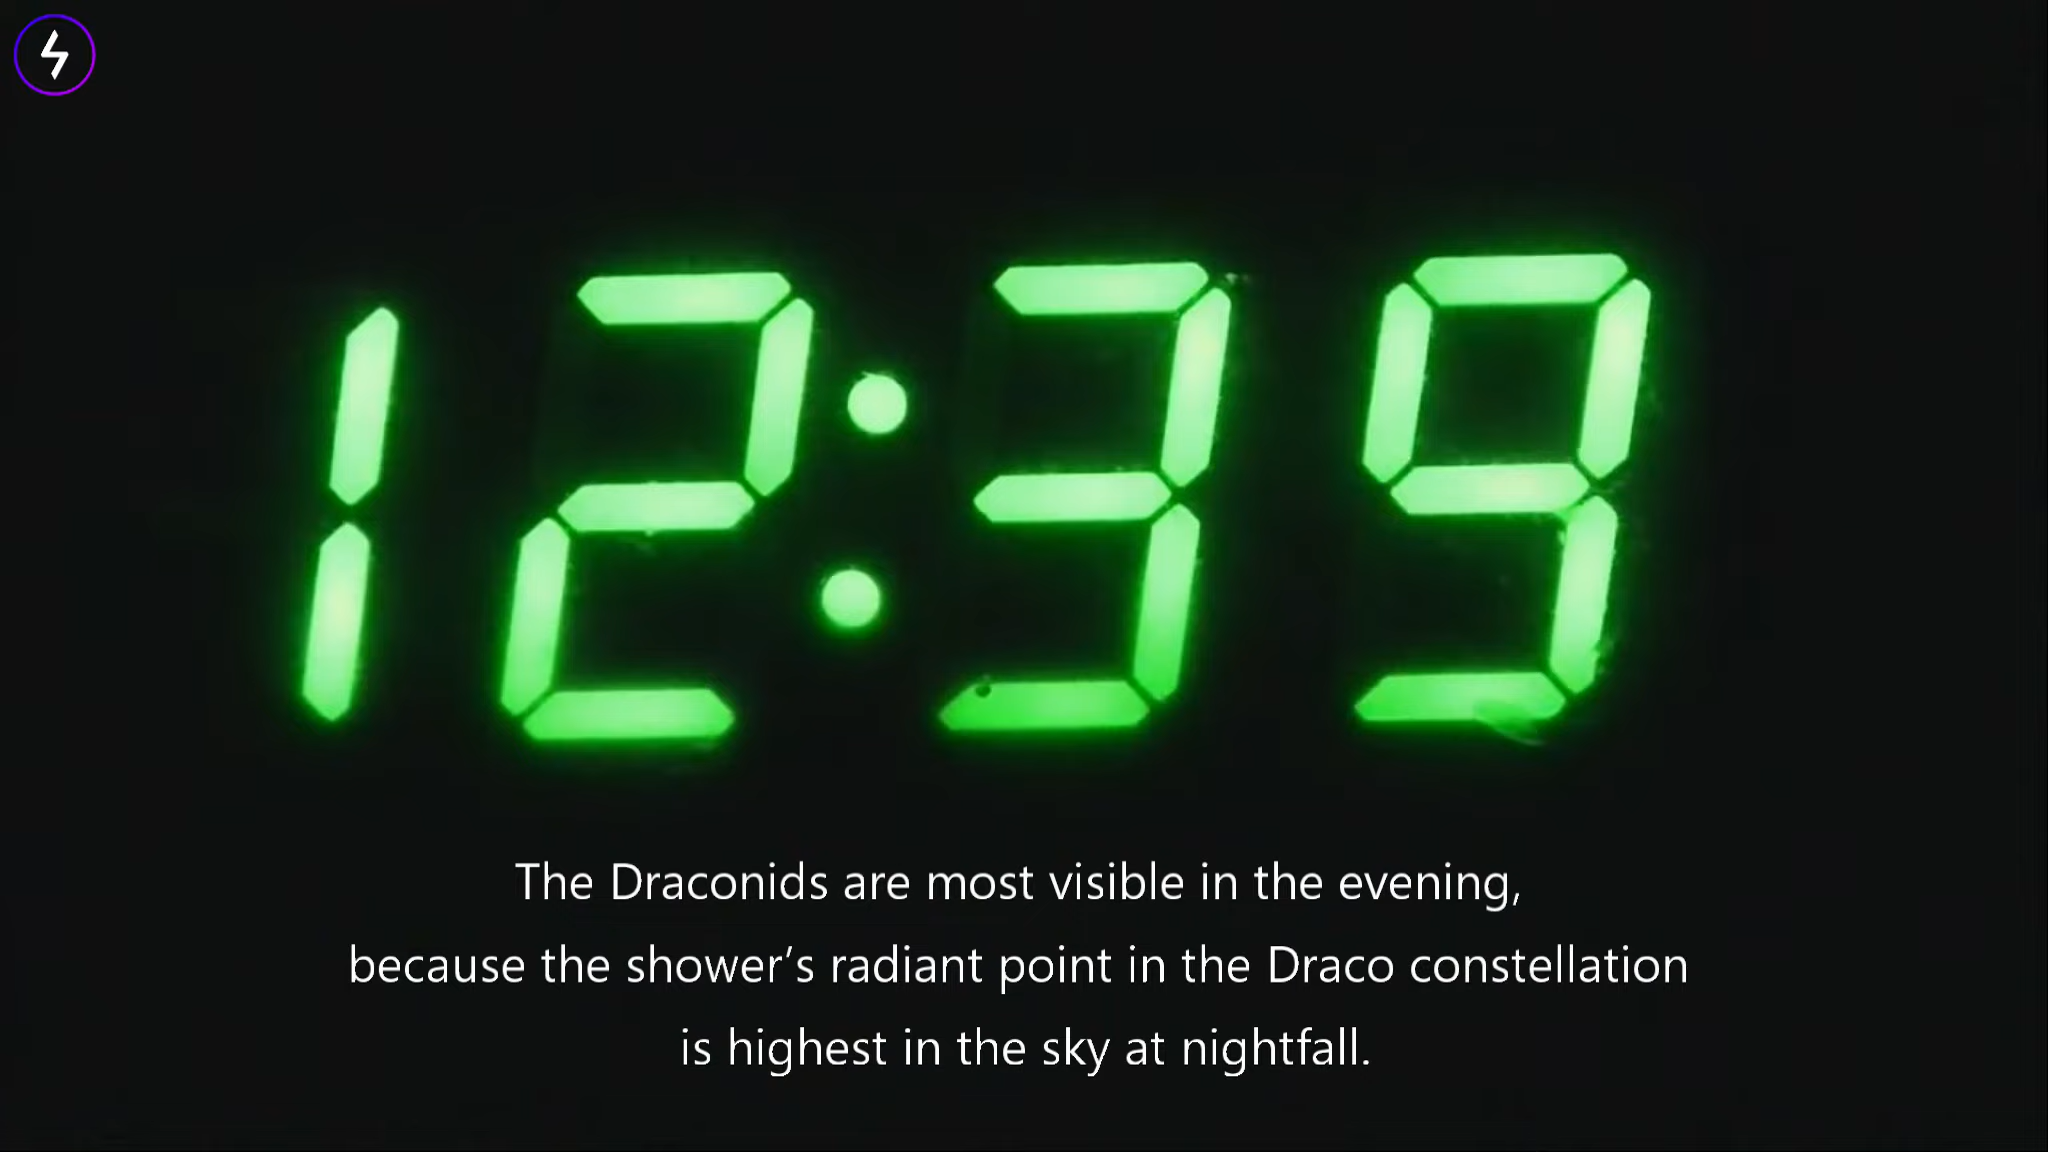 12:39
The Draconids are most visible in the evening,
because the shower’s radiant point in the Draco constellation
is highest in the sky at nightfall.